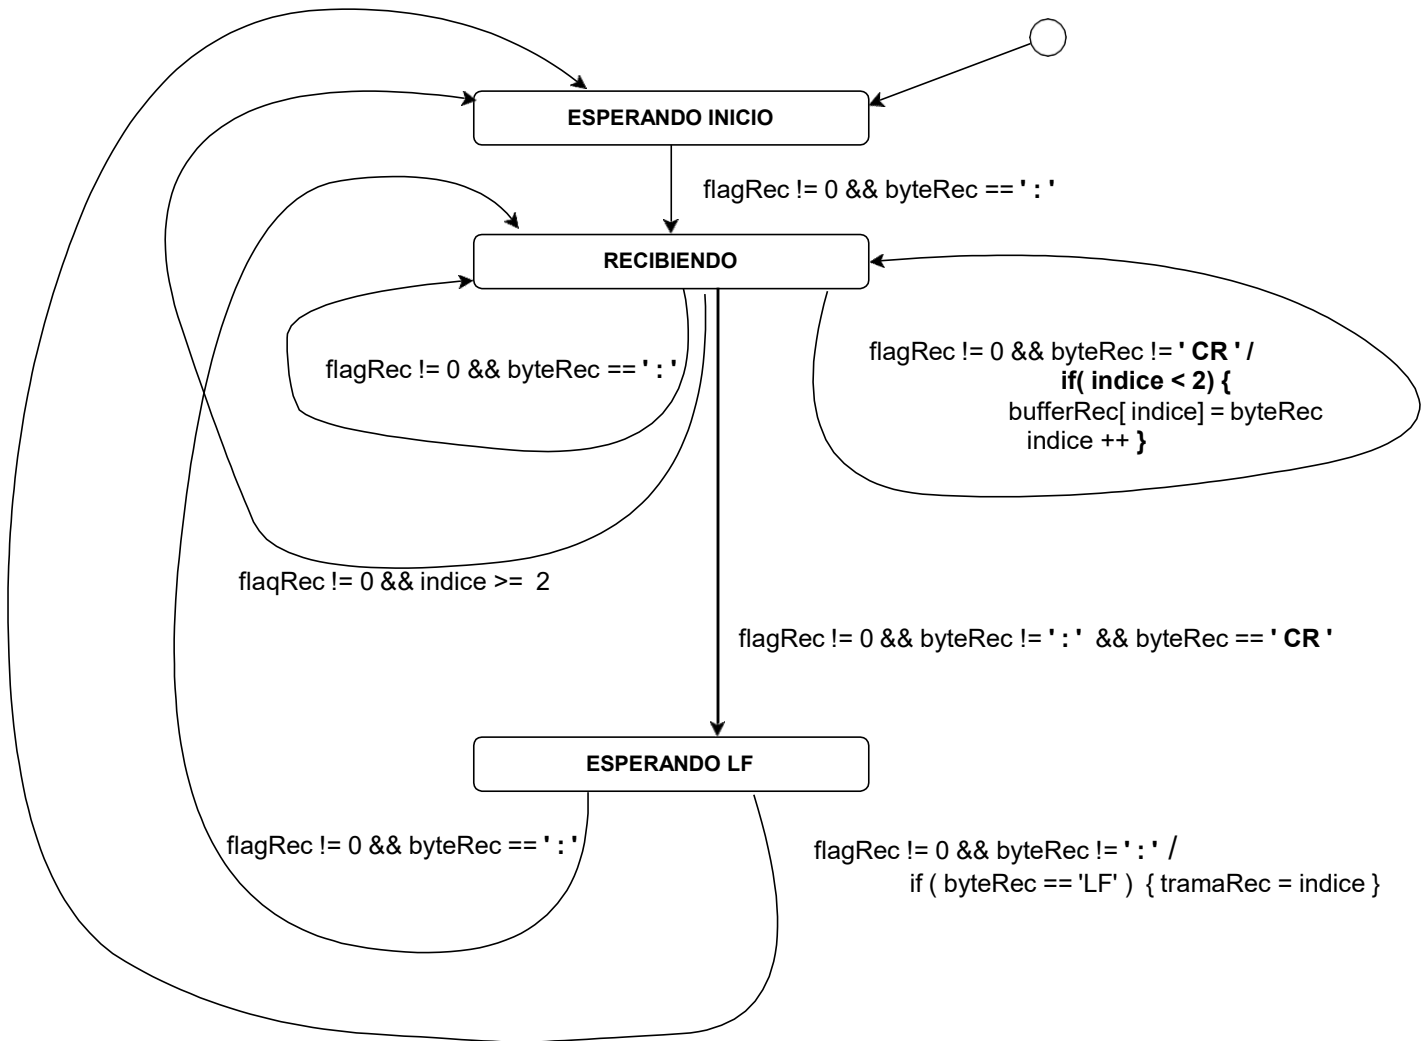 ESPERANDO INICIO
flagRec != 0 && byteRec == ' : '
RECIBIENDO
flagRec != 0 && byteRec != ' CR ' /
flagRec != 0 && byteRec == ' : '
if( indice < 2) {
bufferRec[ indice] = byteRec
indice ++ }
flaqRec != 0 && indice >= 2
flagRec != 0 && byteRec != ' : ' && byteRec == ' CR '
ESPERANDO LF
flagRec != 0 && byteRec == ' : '
flagRec != 0 && byteRec != ' : ' /
if ( byteRec == 'LF' ) { tramaRec = indice }